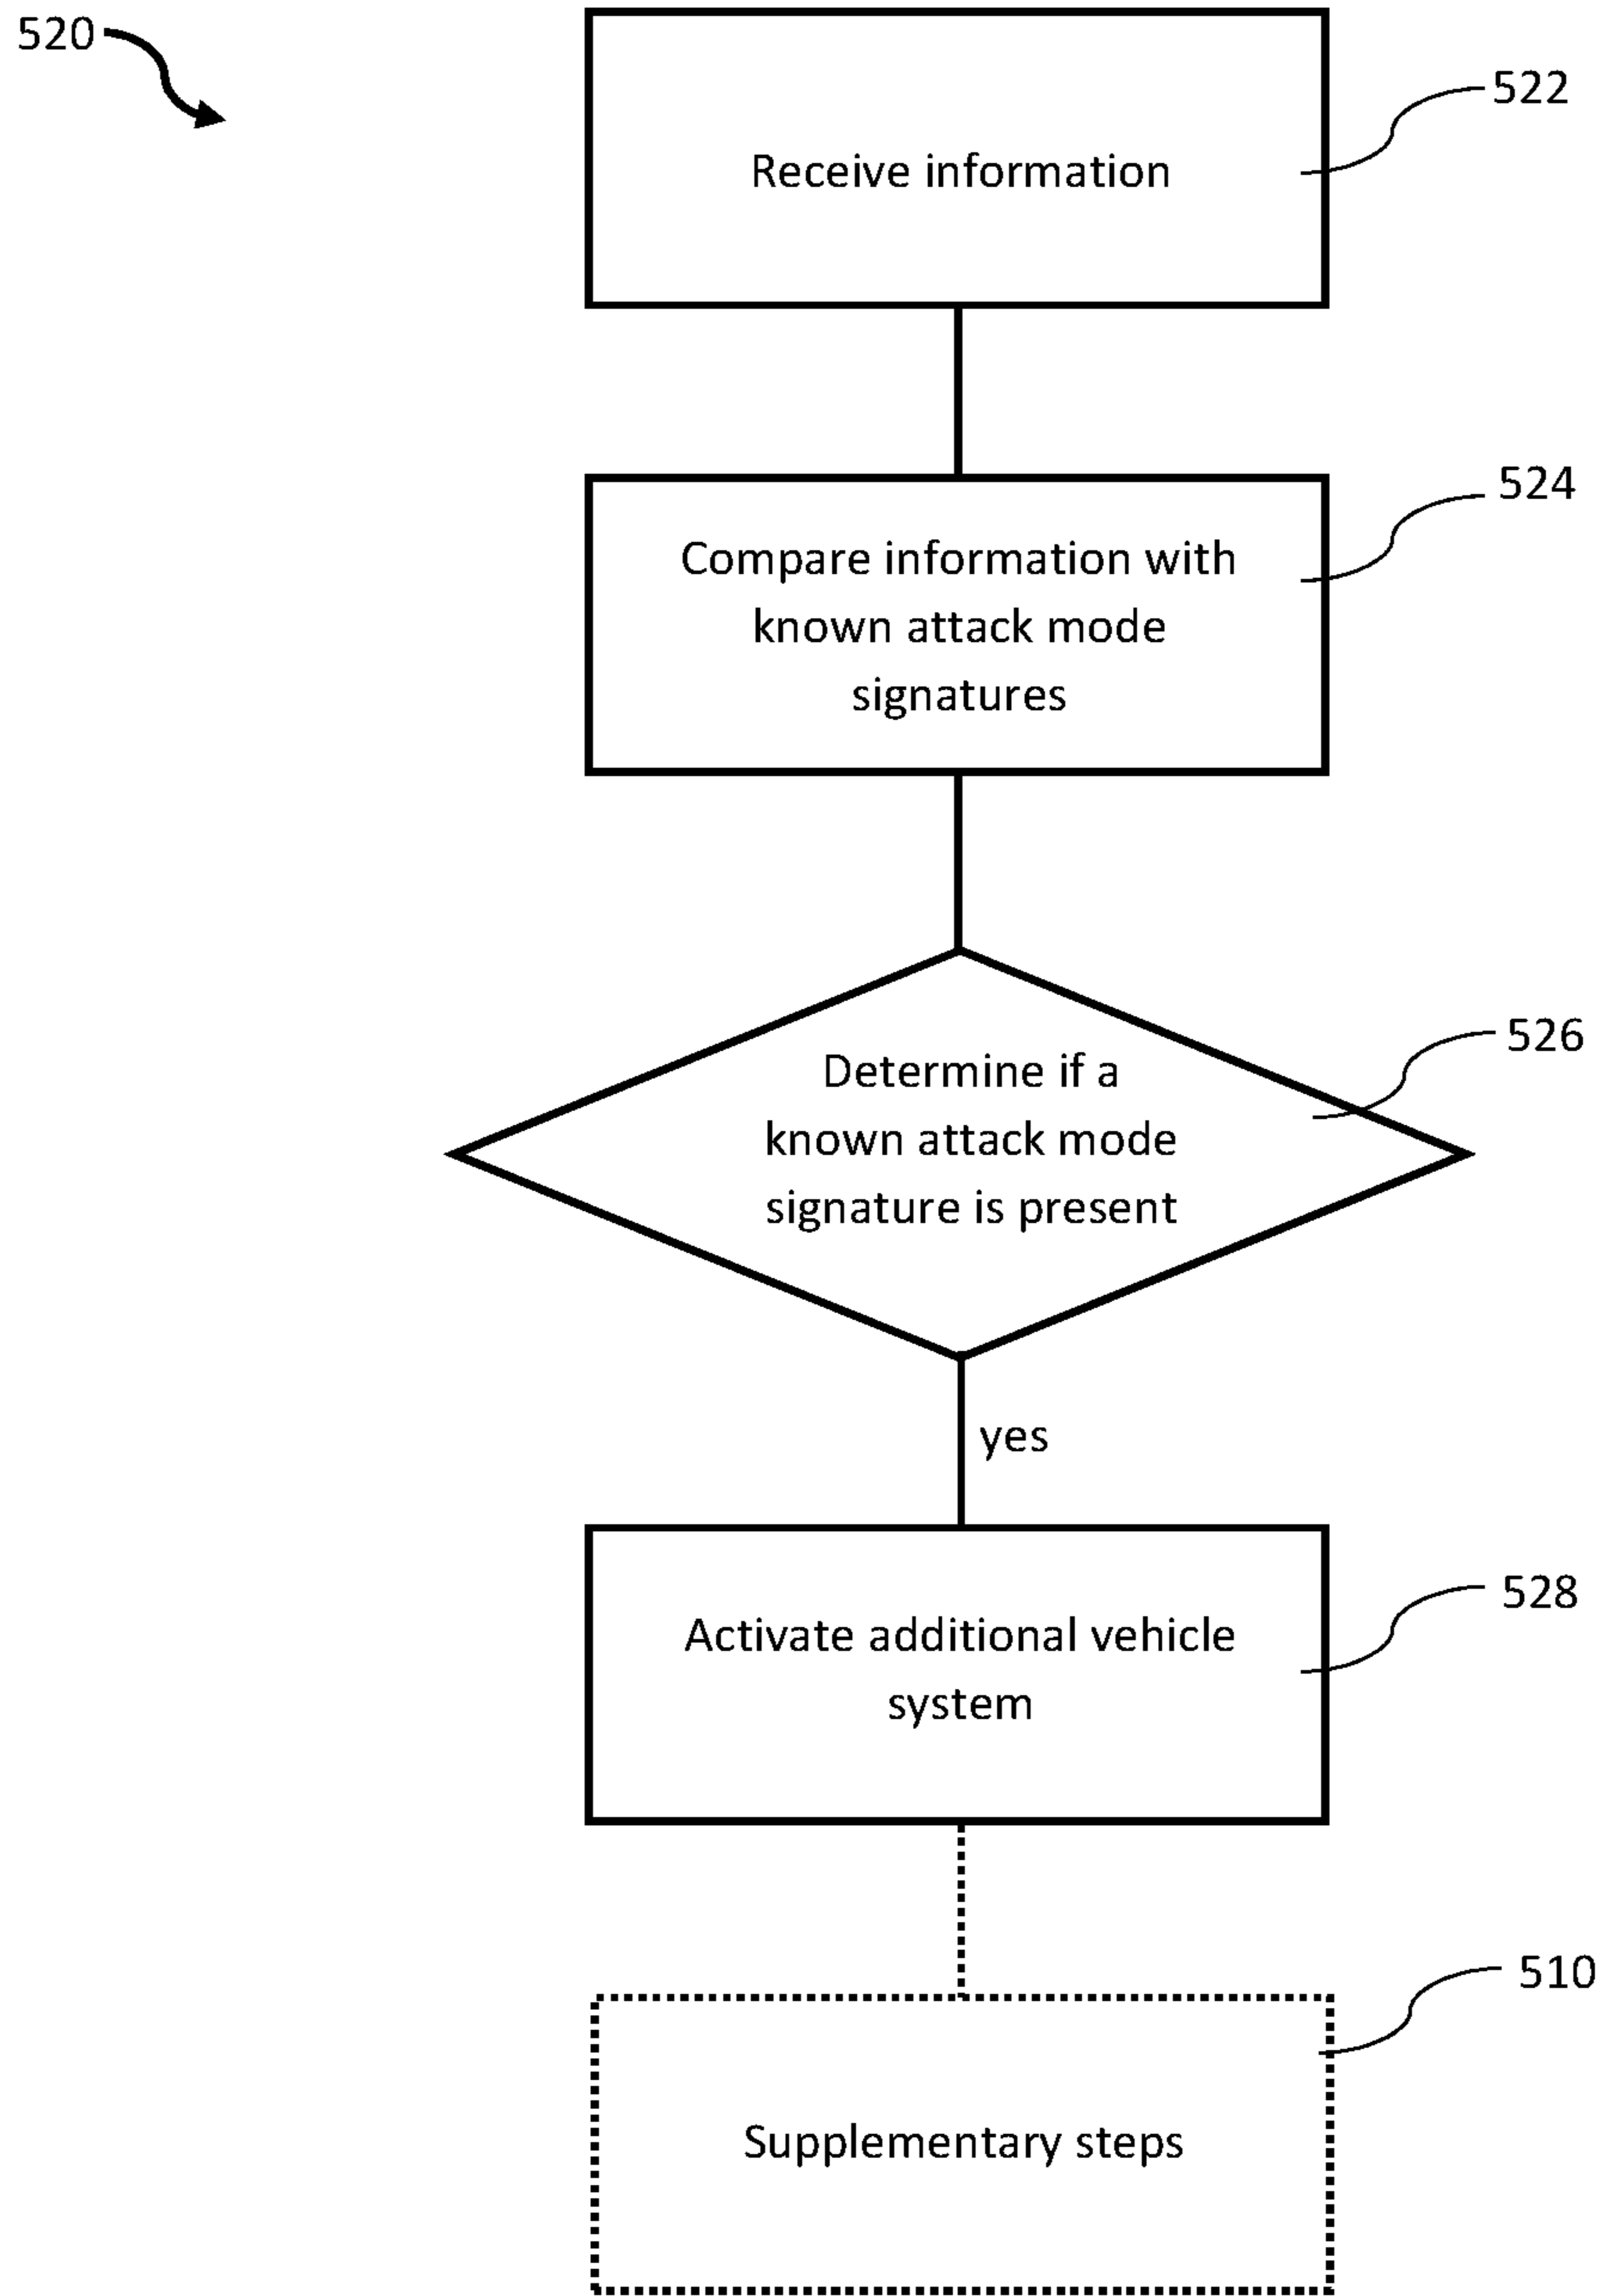 520
522
Receive information
524
Compare information with
known attack mode
signatures
526
Determine if a
known attack mode
signature is present
yes
528
Activate additional vehicle
system
510
Supplementary steps